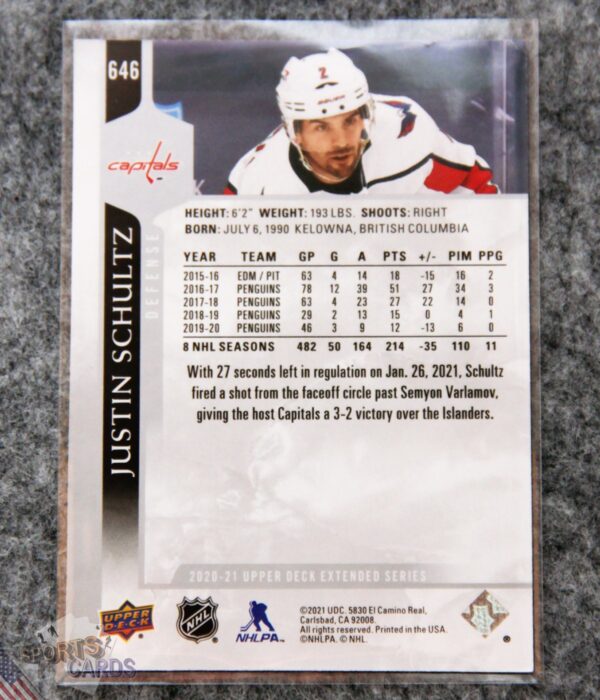 646
2
capitals
JUSTIN SCHULTZ
DEFENSE
HEIGHT: 6'2" WEIGHT: 193 LBS. SHOOTS: RIGHT
BORN: JULY 6, 1990 KELOWNA, BRITISH COLUMBIA
YEAR TEAM GP G A PTS +/- PIM PPG
2015-16 EDM / PIT 63 4 14 18 -15 16 2
2016-17 PENGUINS 78 12 39 51 27 34 3
2017-18 PENGUINS 63 4 23 27 22 14 0
2018-19 PENGUINS 29 2 13 15 0 4 1
2019-20 PENGUINS 46 3 9 12 -13 6 0
8 NHL SEASONS 482 50 164 214 -35 110 11
With 27 seconds left in regulation on Jan. 26, 2021, Schultz
fired a shot from the faceoff circle past Semyon Varlamov,
giving the host Capitals a 3-2 victory over the Islanders.
2020-21 UPPER DECK EXTENDED SERIES
UPPER
DECK
NHL
NHLPA
©2021 UDC. 5830 El Camino Real,
Carlsbad, CA 92008.
All rights reserved. Printed in the USA.
©NHLPA. © NHL.
SPORTS
CARDS